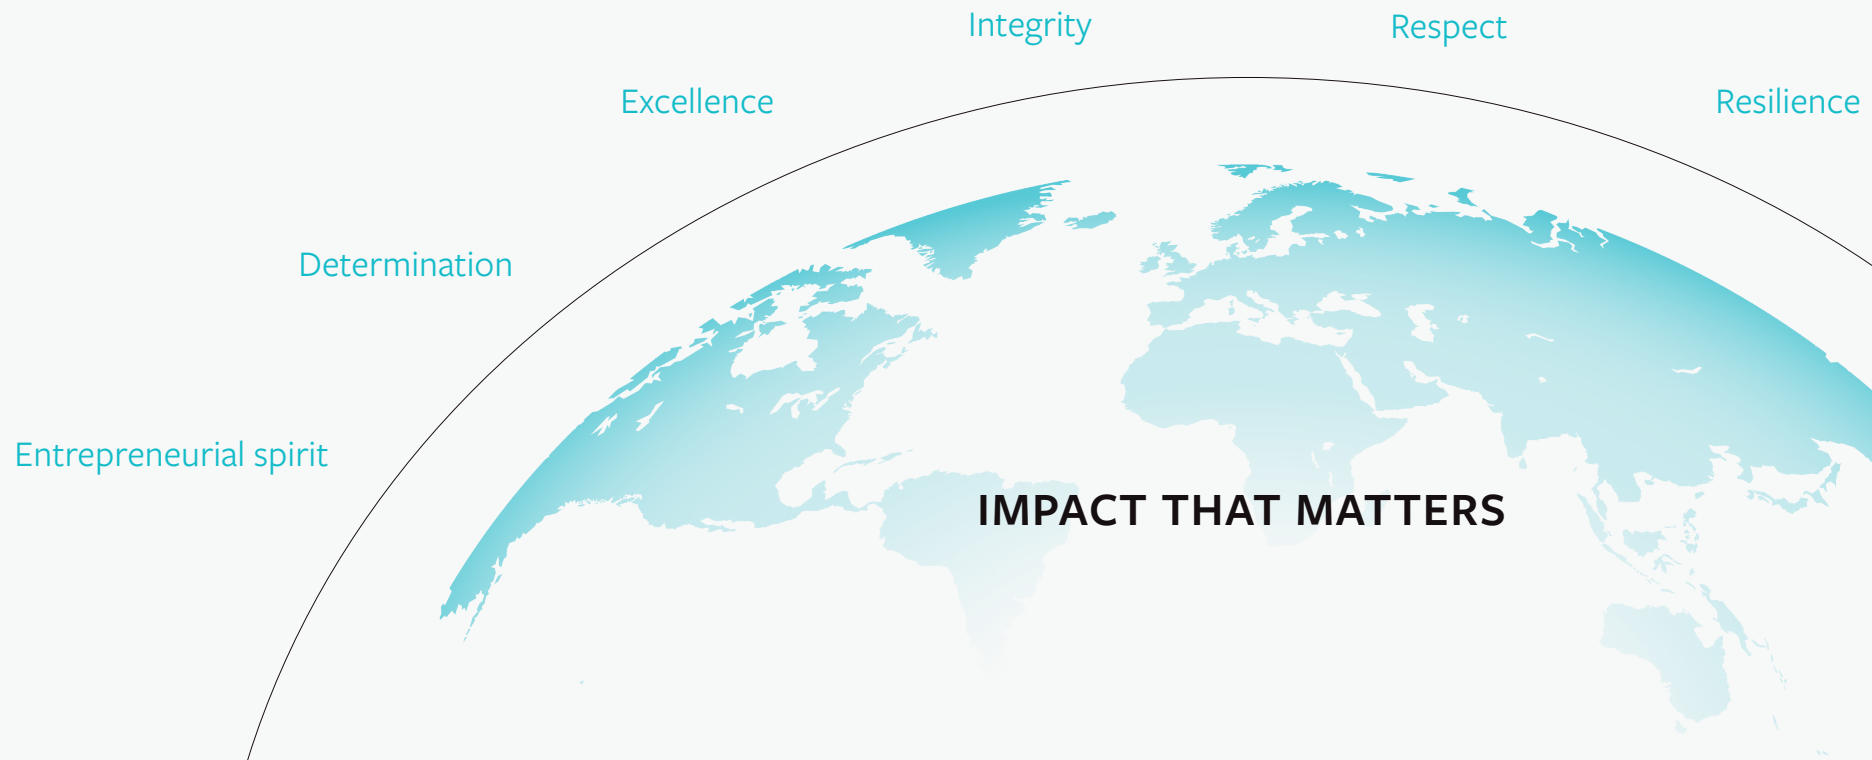 Integrity
Respect
Excellence
Resilience
Determination
Entrepreneurial spirit
IMPACT THAT MATTERS